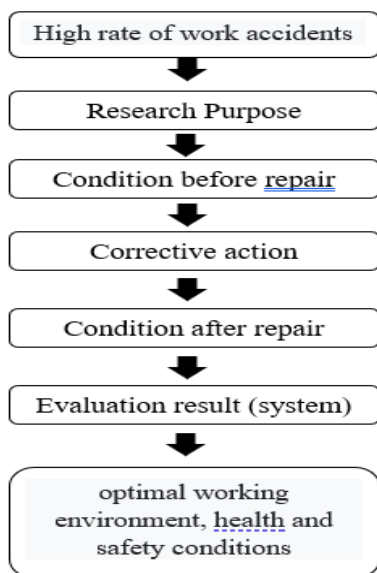 High rate of work accidents
Research Purpose
Condition before repair
Corrective action
Condition after repair
Evaluation result (system)
optimal working
environment, health and
safety conditions